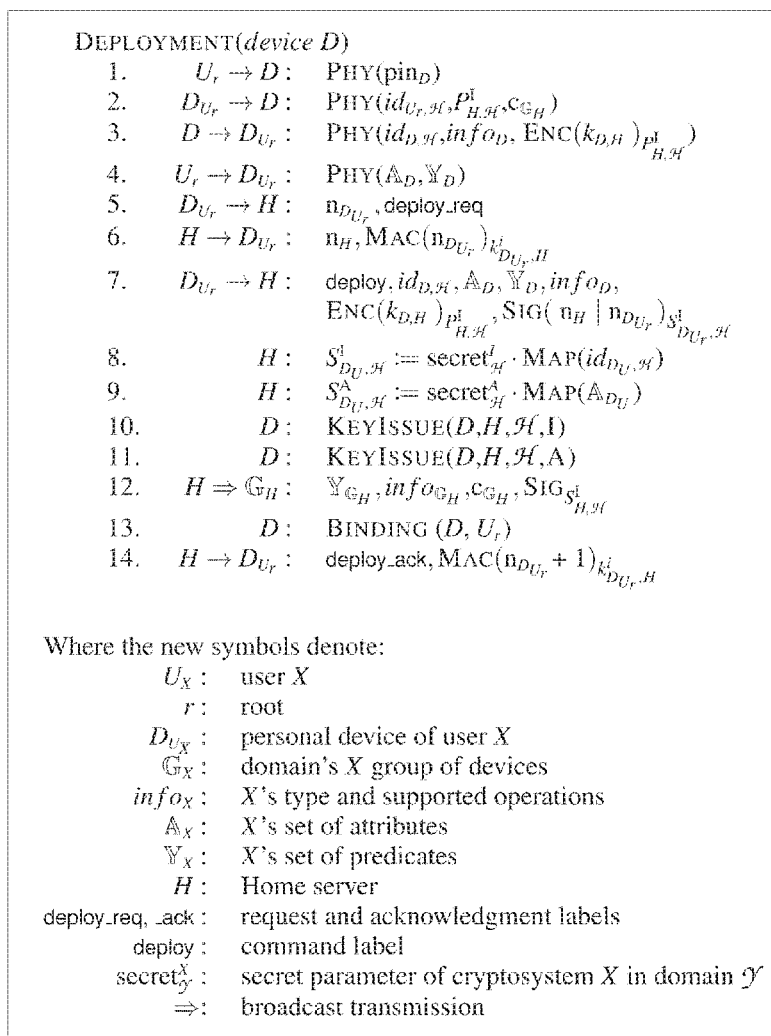 DEPLOYMENT(device D)
1. U_r → D : PHY(pin_D)
2. D_{U_r} → D : PHY(id_{U_r,ℋ},P^I_{H,ℋ},c_{𝔾_H})
3. D → D_{U_r} : PHY(id_{D,ℋ},info_D, ENC(k_{D,H})_{P^I_{H,ℋ}})
4. U_r → D_{U_r} : PHY(𝔸_D,𝕐_D)
5. D_{U_r} → H : n_{D_{U_r}},deploy_req
6. H → D_{U_r} : n_H,MAC(n_{D_{U_r}})_{k^i_{D_{U_r},H}}
7. D_{U_r} → H : deploy,id_{D,ℋ},𝔸_D,𝕐_D,info_D,
ENC(k_{D,H})_{P^I_{H,ℋ}},SIG( n_H | n_{D_{U_r}})_{S^I_{D_{U_r},ℋ}}
8. H : S^I_{D_U,ℋ} := secret^I_ℋ · MAP(id_{D_U,ℋ})
9. H : S^A_{D_U,ℋ} := secret^A_ℋ · MAP(𝔸_{D_U})
10. D : KEYISSUE(D,H,ℋ,I)
11. D : KEYISSUE(D,H,ℋ,A)
12. H ⇒ 𝔾_H : 𝕐_{𝔾_H},info_{𝔾_H},c_{𝔾_H},SIG_{S^I_{H,ℋ}}
13. D : BINDING (D, U_r)
14. H → D_{U_r} : deploy_ack,MAC(n_{D_{U_r}} + 1)_{k^i_{D_{U_r},H}}
Where the new symbols denote:
U_X : user X
r : root
D_{U_X} : personal device of user X
𝔾_X : domain's X group of devices
info_X : X's type and supported operations
𝔸_X : X's set of attributes
𝕐_X : X's set of predicates
H : Home server
deploy_req, _ack : request and acknowledgment labels
deploy : command label
secret^X_𝒴 : secret parameter of cryptosystem X in domain 𝒴
⇒: broadcast transmission